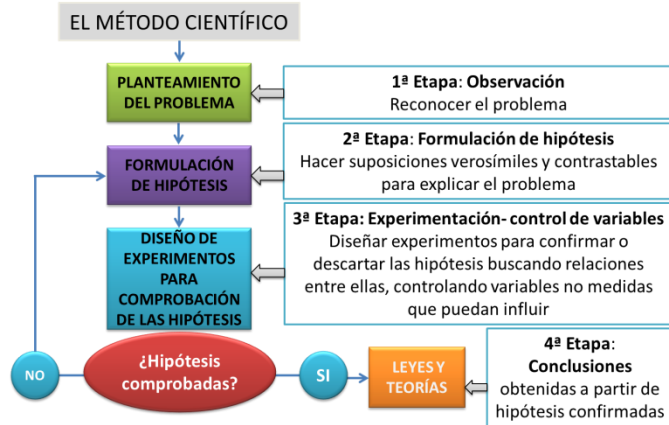 EL MÉTODO CIENTÍFICO
PLANTEAMIENTO
DEL PROBLEMA
1ª Etapa: Observación
Reconocer el problema
FORMULACIÓN
DE HIPÓTESIS
2ª Etapa: Formulación de hipótesis
Hacer suposiciones verosímiles y contrastables
para explicar el problema
DISEÑO DE
EXPERIMENTOS
PARA
COMPROBACIÓN
DE LAS HIPÓTESIS
3ª Etapa: Experimentación- control de variables
Diseñar experimentos para confirmar o
descartar las hipótesis buscando relaciones
entre ellas, controlando variables no medidas
que puedan influir
NO
¿Hipótesis
comprobadas?
SI
LEYES Y
TEORÍAS
4ª Etapa:
Conclusiones
obtenidas a partir de
hipótesis confirmadas